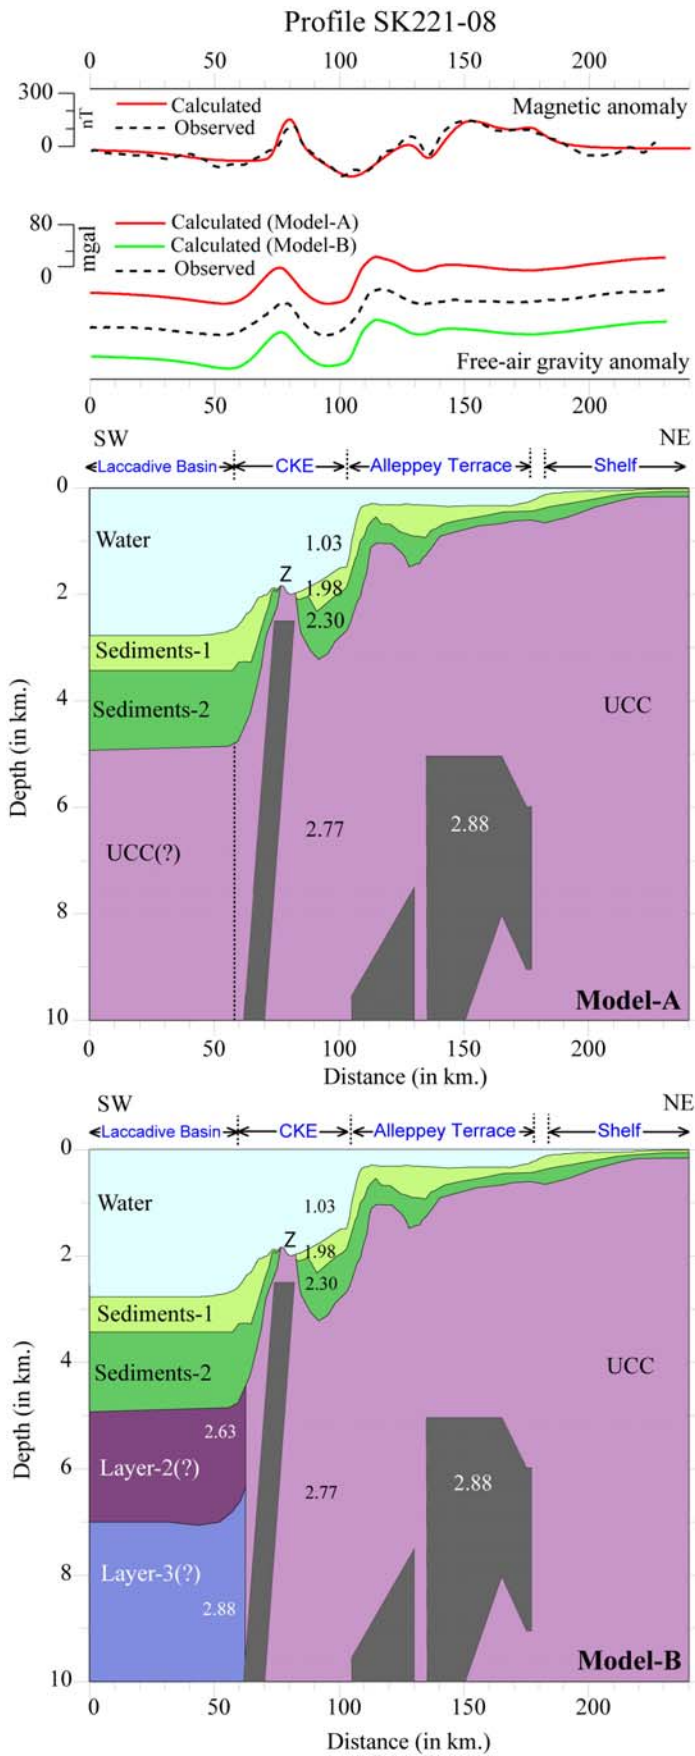 Profile SK221-08
0 50 100 150 200
300
nT
0
Calculated
Observed
Magnetic anomaly
80
mgal
0
Calculated (Model-A)
Calculated (Model-B)
Observed
Free-air gravity anomaly
0 50 100 150 200
SW NE
Laccadive Basin CKE Alleppey Terrace Shelf
0
Water
1.03
2
Z
1.98
2.30
Sediments-1
4
Sediments-2
UCC
Depth (in km.)
6
2.77
2.88
UCC(?)
8
10
Model-A
0 50 100 150 200
Distance (in km.)
SW NE
Laccadive Basin CKE Alleppey Terrace Shelf
0
Water
1.03
2
Z
1.98
2.30
Sediments-1
4
Sediments-2
UCC
Depth (in km.)
2.63
6
Layer-2(?)
2.77
2.88
8
Layer-3(?)
2.88
10
Model-B
0 50 100 150 200
Distance (in km.)